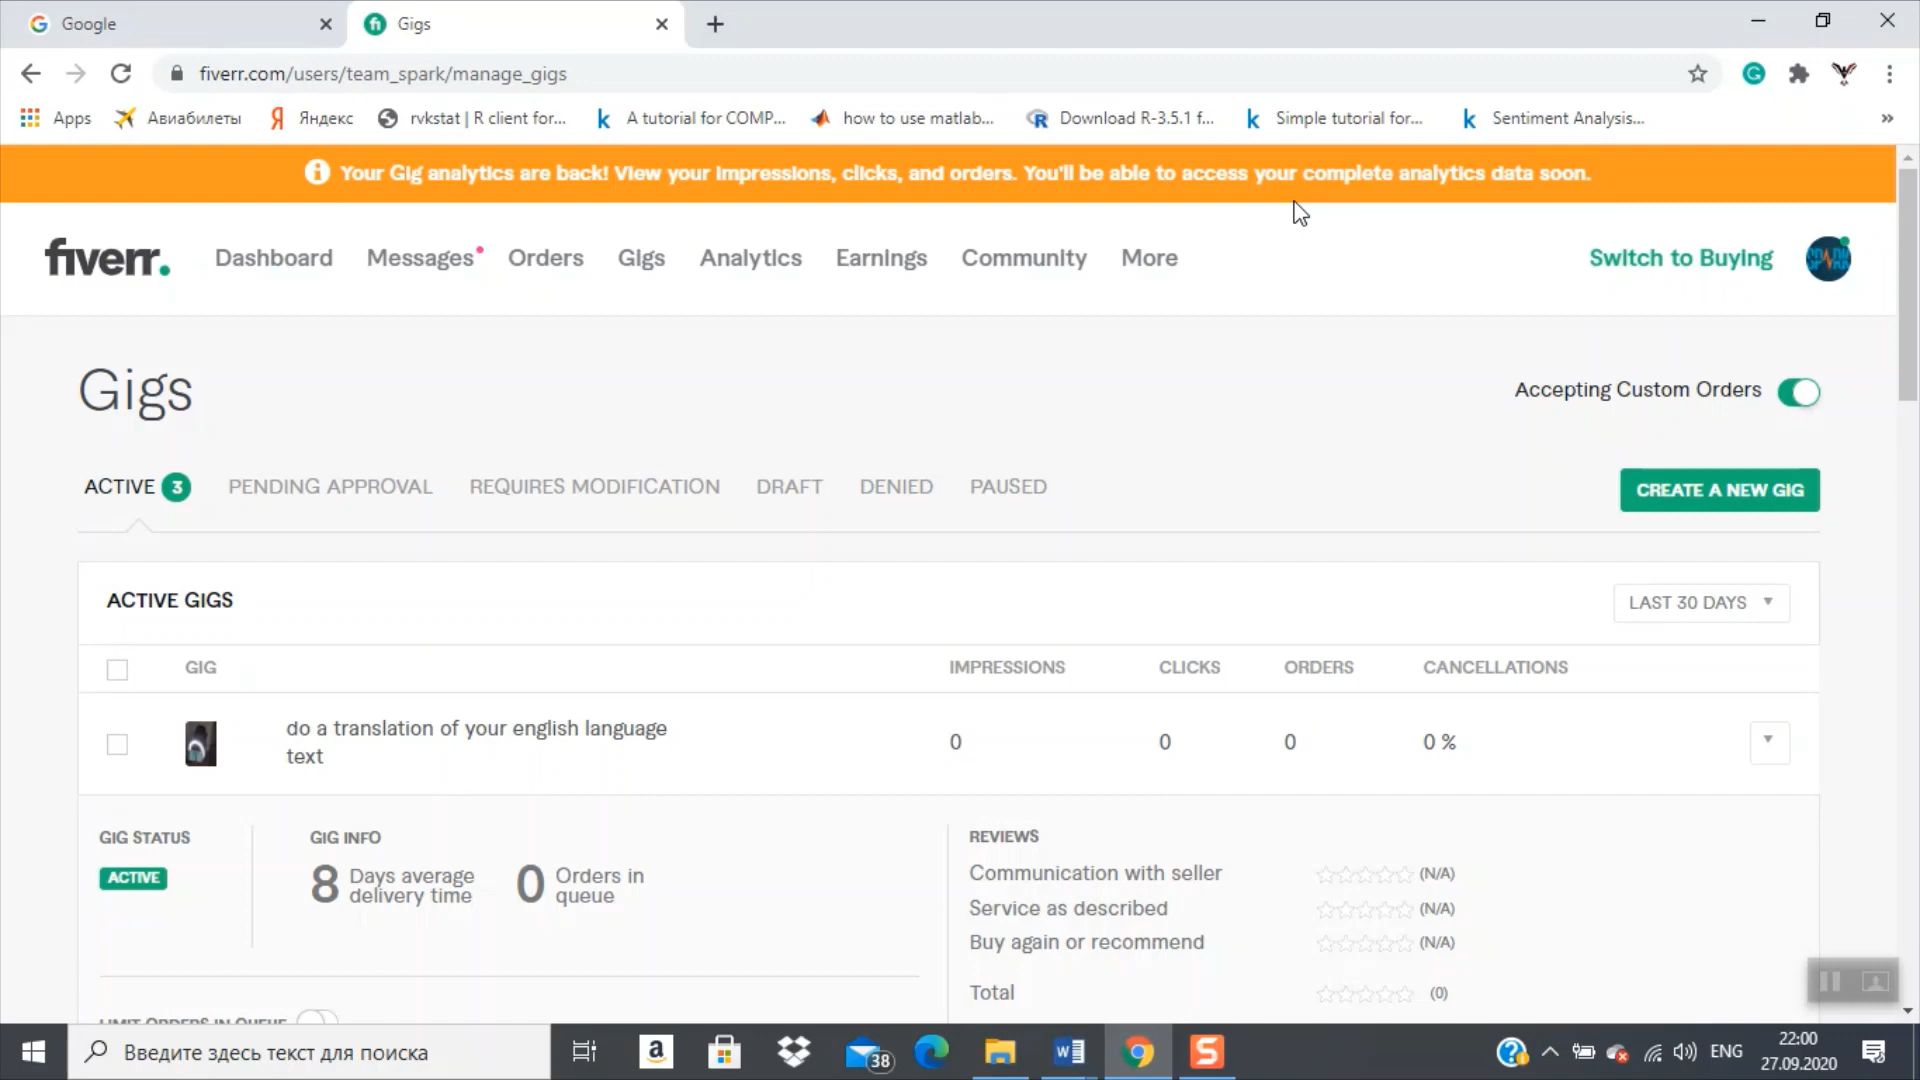 Google
Gigs
fiverr.com/users/team_spark/manage_gigs
Apps
Авиабилеты
Яндекс
rvkstat | R client for...
A tutorial for COMP...
how to use matlab...
Download R-3.5.1 f...
Simple tutorial for...
Sentiment Analysis...
Your Gig analytics are back! View your impressions, clicks, and orders. You'll be able to access your complete analytics data soon.
fiverr.
Dashboard
Messages
Orders
Gigs
Analytics
Earnings
Community
More
Switch to Buying
Gigs
Accepting Custom Orders
ACTIVE 3
PENDING APPROVAL
REQUIRES MODIFICATION
DRAFT
DENIED
PAUSED
CREATE A NEW GIG
ACTIVE GIGS
LAST 30 DAYS
GIG
IMPRESSIONS
CLICKS
ORDERS
CANCELLATIONS
do a translation of your english language
text
0
0
0
0 %
GIG STATUS
ACTIVE
GIG INFO
8 Days average
delivery time
0 Orders in
queue
REVIEWS
Communication with seller (N/A)
Service as described (N/A)
Buy again or recommend (N/A)
Total (0)
LIMIT ORDERS IN QUEUE
Введите здесь текст для поиска
38
ENG
22:00
27.09.2020